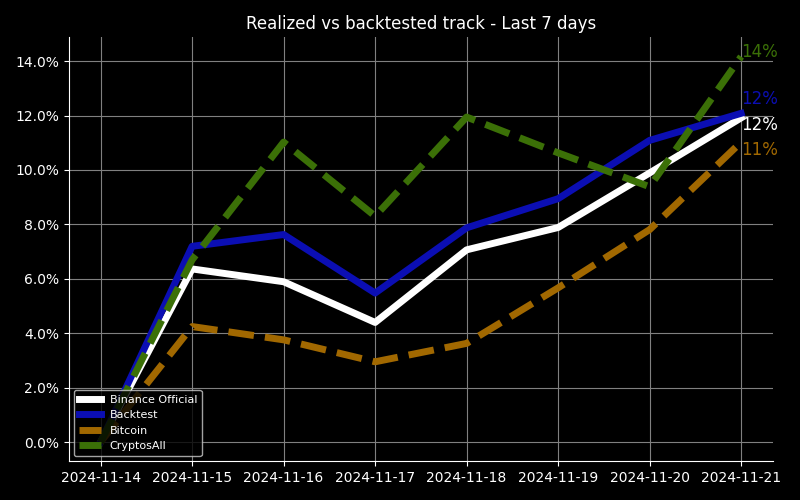 Realized vs backtested track - Last 7 days
14.0%
12.0%
10.0%
8.0%
6.0%
4.0%
2.0%
0.0%
14%
12%
12%
11%
Binance Official
Backtest
Bitcoin
CryptosAll
2024-11-14 2024-11-15 2024-11-16 2024-11-17 2024-11-18 2024-11-19 2024-11-20 2024-11-21